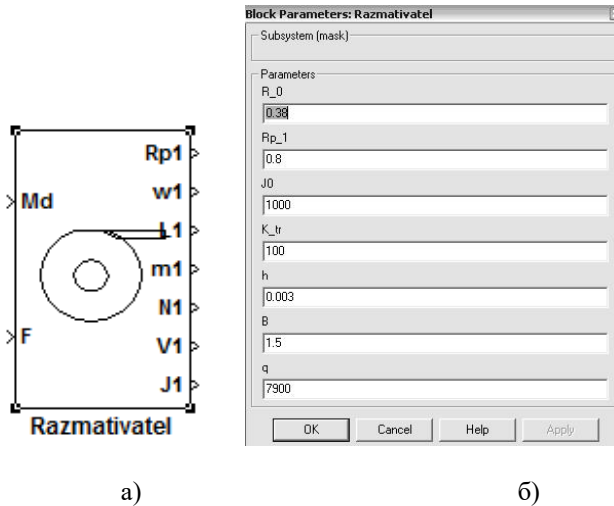 Rp1
w1
Md
L1
m1
N1
F
V1
J1
Razmativatel
Block Parameters: Razmativatel
Subsystem (mask)
Parameters
R_0
0.38
Rp_1
0.8
J0
1000
K_tr
100
h
0.003
B
1.5
q
7900
OK Cancel Help Apply
а) б)